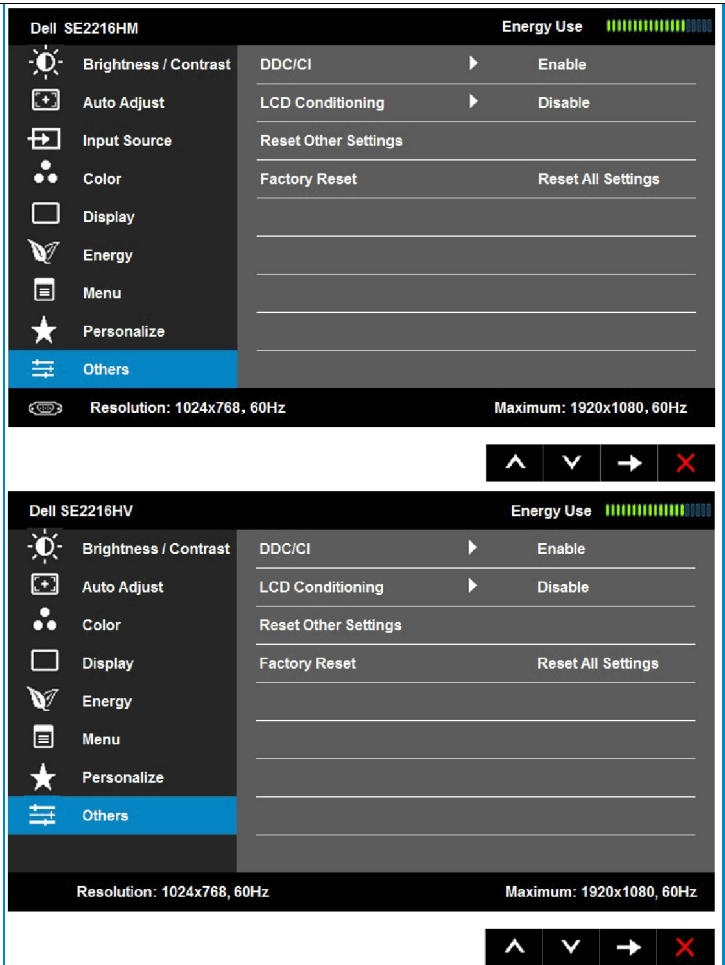 Dell SE2216HM Energy Use
Brightness / Contrast DDC/CI Enable
Auto Adjust LCD Conditioning Disable
Input Source Reset Other Settings
Color Factory Reset Reset All Settings
Display
Energy
Menu
Personalize
Others
Resolution: 1024x768, 60Hz Maximum: 1920x1080, 60Hz
Dell SE2216HV Energy Use
Brightness / Contrast DDC/CI Enable
Auto Adjust LCD Conditioning Disable
Color Reset Other Settings
Display Factory Reset Reset All Settings
Energy
Menu
Personalize
Others
Resolution: 1024x768, 60Hz Maximum: 1920x1080, 60Hz